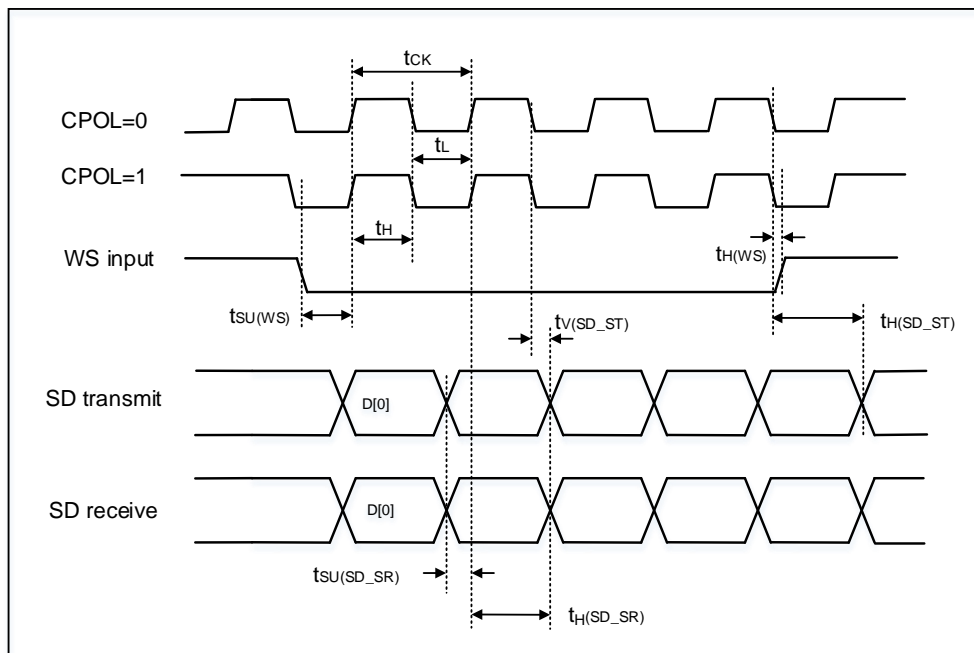 tCK
CPOL=0
tL
CPOL=1
tH
WS input
tH(WS)
tSU(WS)
tV(SD_ST)
tH(SD_ST)
SD transmit
D[0]
SD receive
D[0]
tSU(SD_SR)
tH(SD_SR)